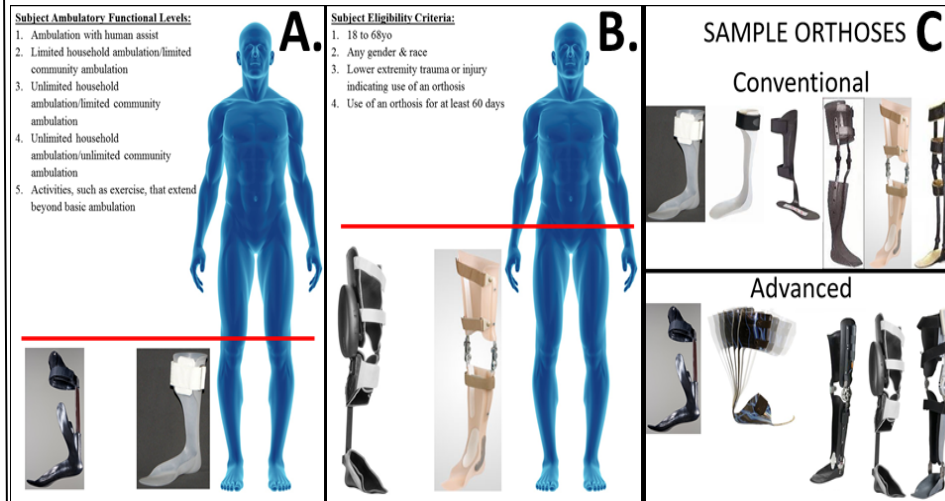 Subject Ambulatory Functional Levels:
1. Ambulation with human assist
2. Limited household ambulation/limited
community ambulation
3. Unlimited household
ambulation/limited community
ambulation
4. Unlimited household
ambulation/unlimited community
ambulation
5. Activities, such as exercise, that extend
beyond basic ambulation
A.
Subject Eligibility Criteria:
1. 18 to 68yo
2. Any gender & race
3. Lower extremity trauma or injury
indicating use of an orthosis
4. Use of an orthosis for at least 60 days
B.
SAMPLE ORTHOSES C
Conventional
Advanced